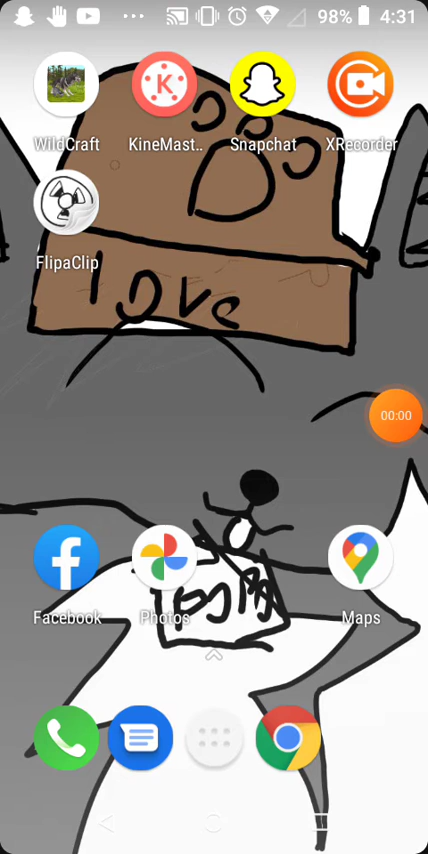 98% 4:31
WildCraft KineMast.. Snapchat XRecorder
FlipaClip
love
00:00
Facebook Photos Maps